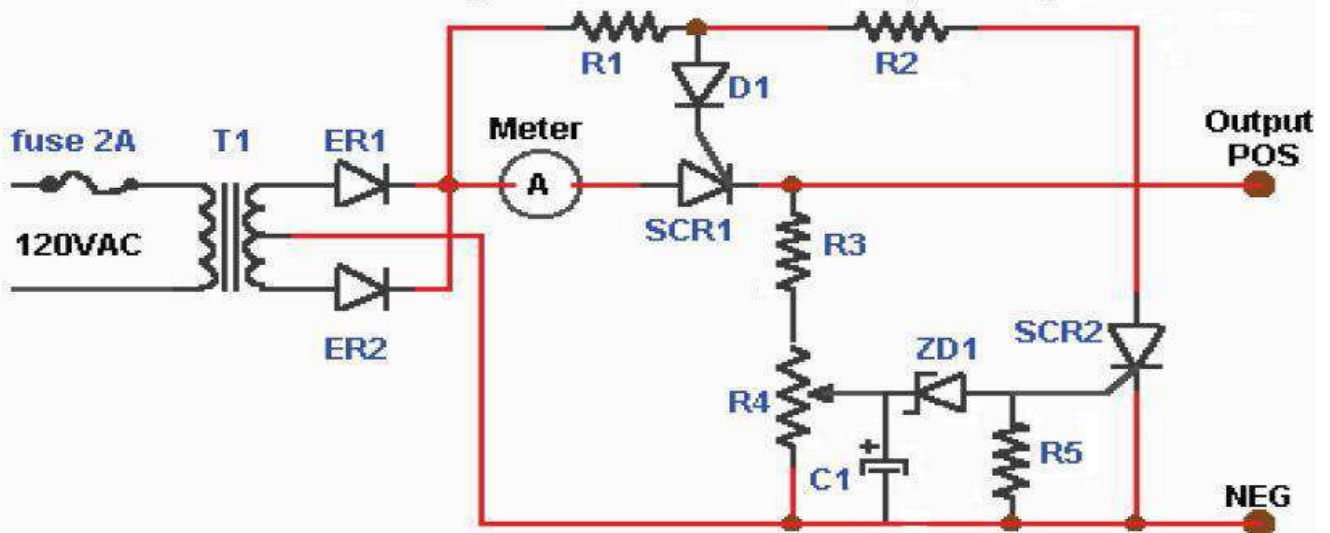 R1
R2
D1
fuse 2A
T1
ER1
Meter
Output
POS
A
120VAC
SCR1
R3
ER2
ZD1
SCR2
R4
+
C1
R5
NEG